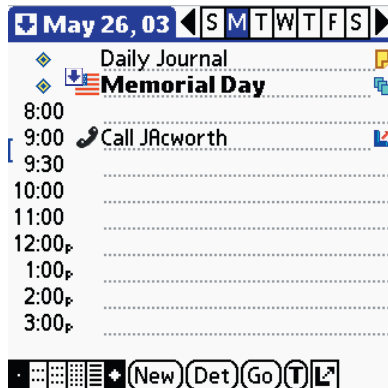 May 26, 03 S M T W T F S
Daily Journal
Memorial Day
8:00
9:00 Call JAcworth
9:30
10:00
11:00
12:00p
1:00p
2:00p
3:00p
New Det Go T